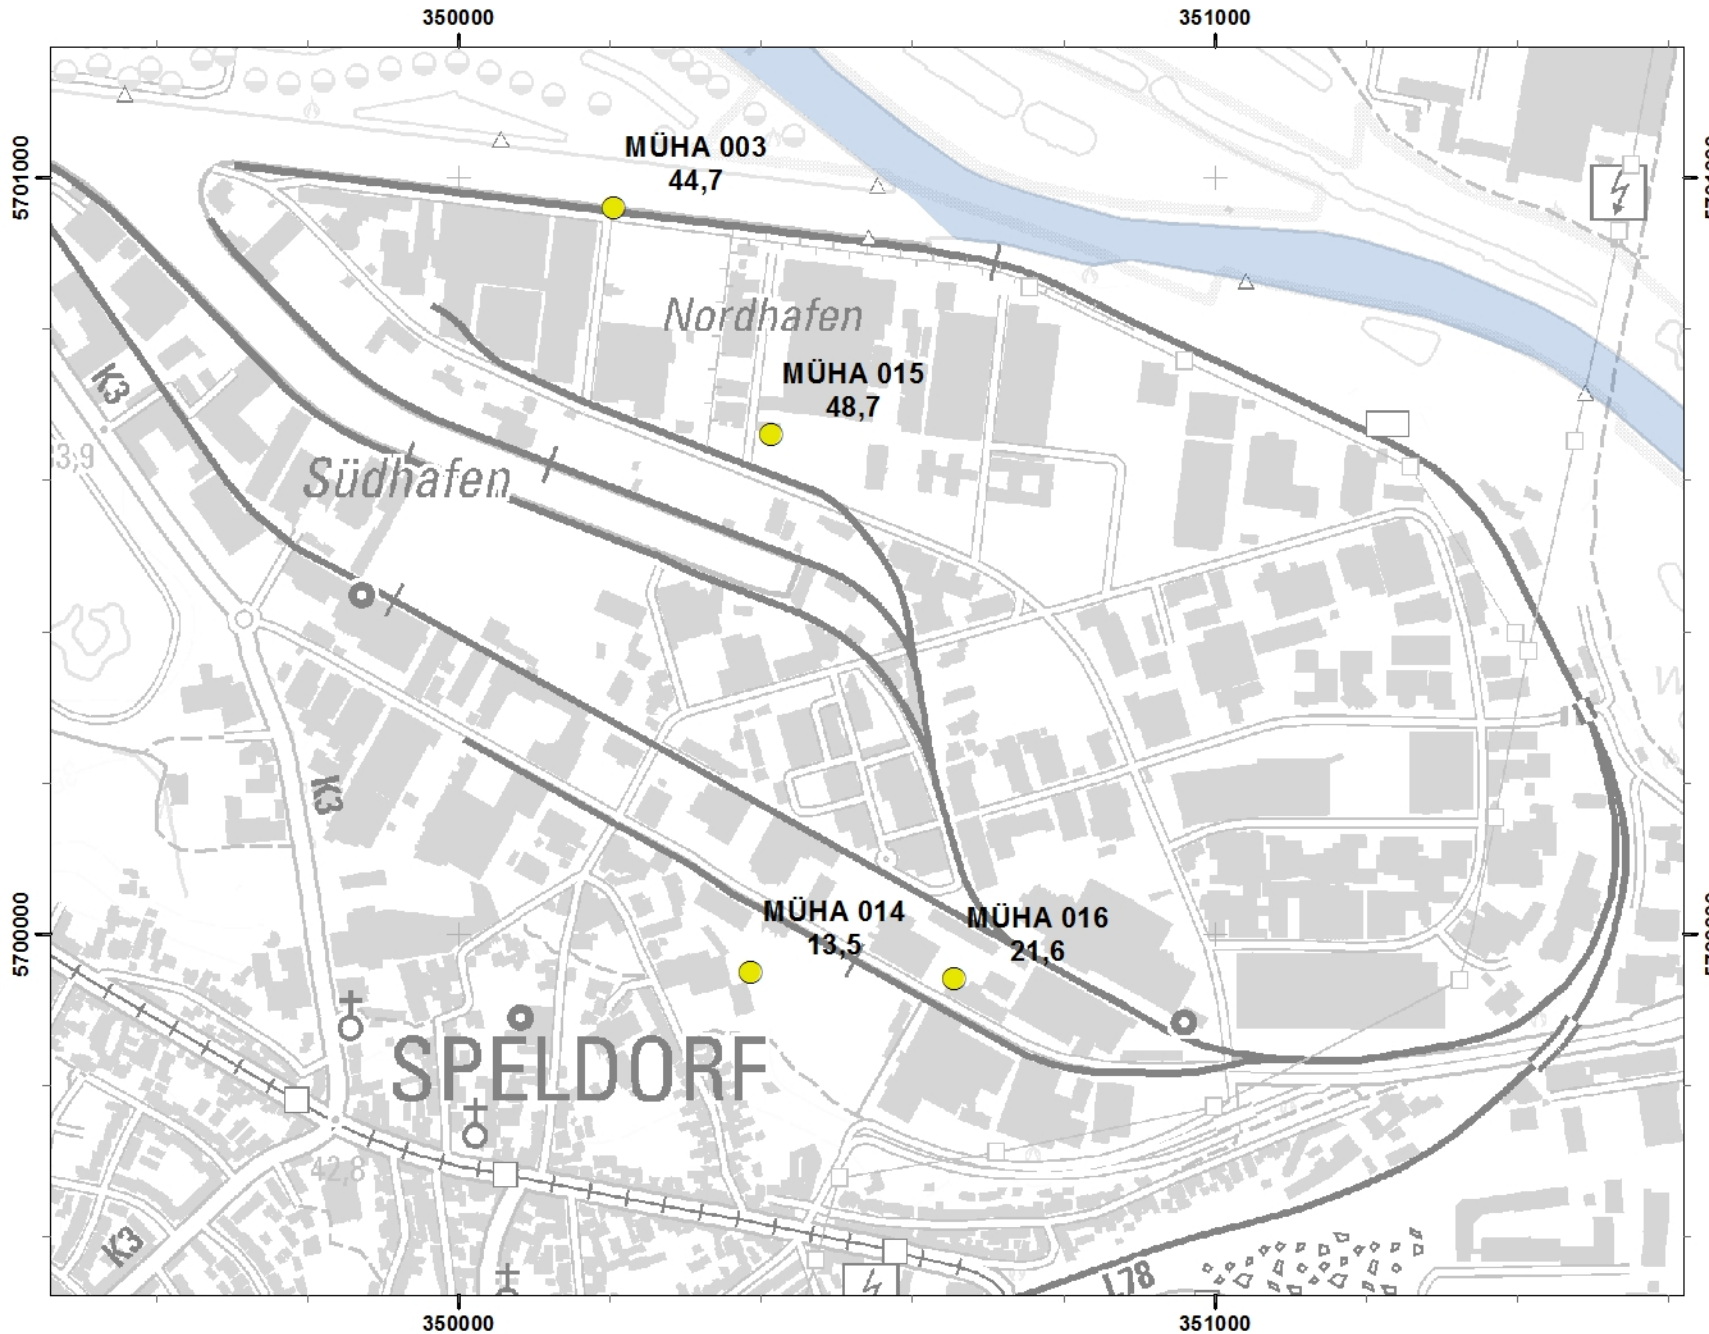 350000
351000
5701000
MÜHA 003
44,7
Nordhafen
MÜHA 015
48,7
K3
Südhafen
K3
MÜHA 014
13,5
MÜHA 016
21,6
5700000
SPELDORF
42,8
K3
L78
350000
351000